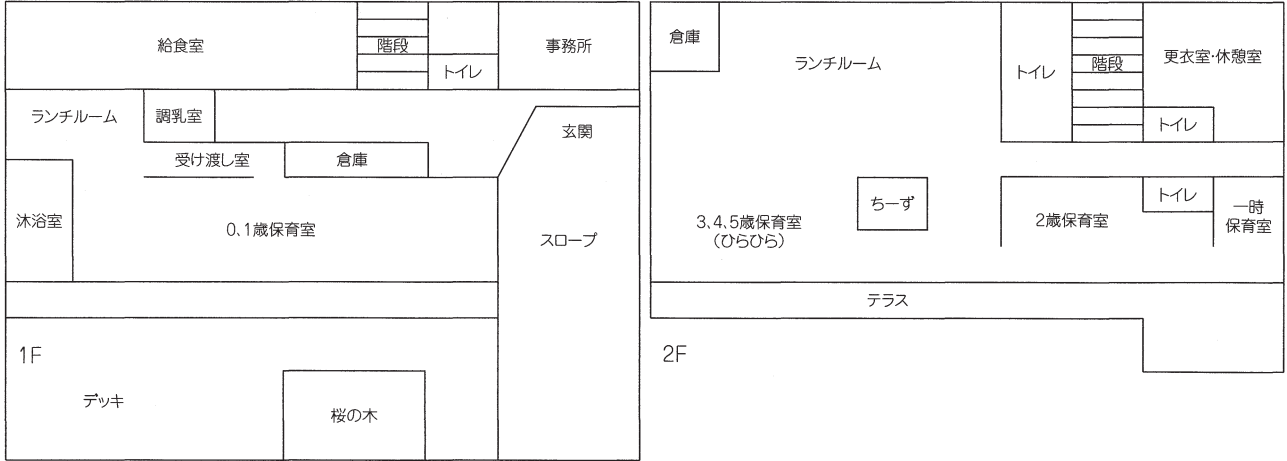 給食室
階段
トイレ
事務所
ランチルーム
調乳室
玄関
受け渡し室
倉庫
沐浴室
0、1歳保育室
スロープ
1F
デッキ
桜の木
倉庫
ランチルーム
トイレ
階段
更衣室・休憩室
トイレ
ちーず
トイレ
3、4、5歳保育室
(ひらひら)
2歳保育室
一時
保育室
テラス
2F